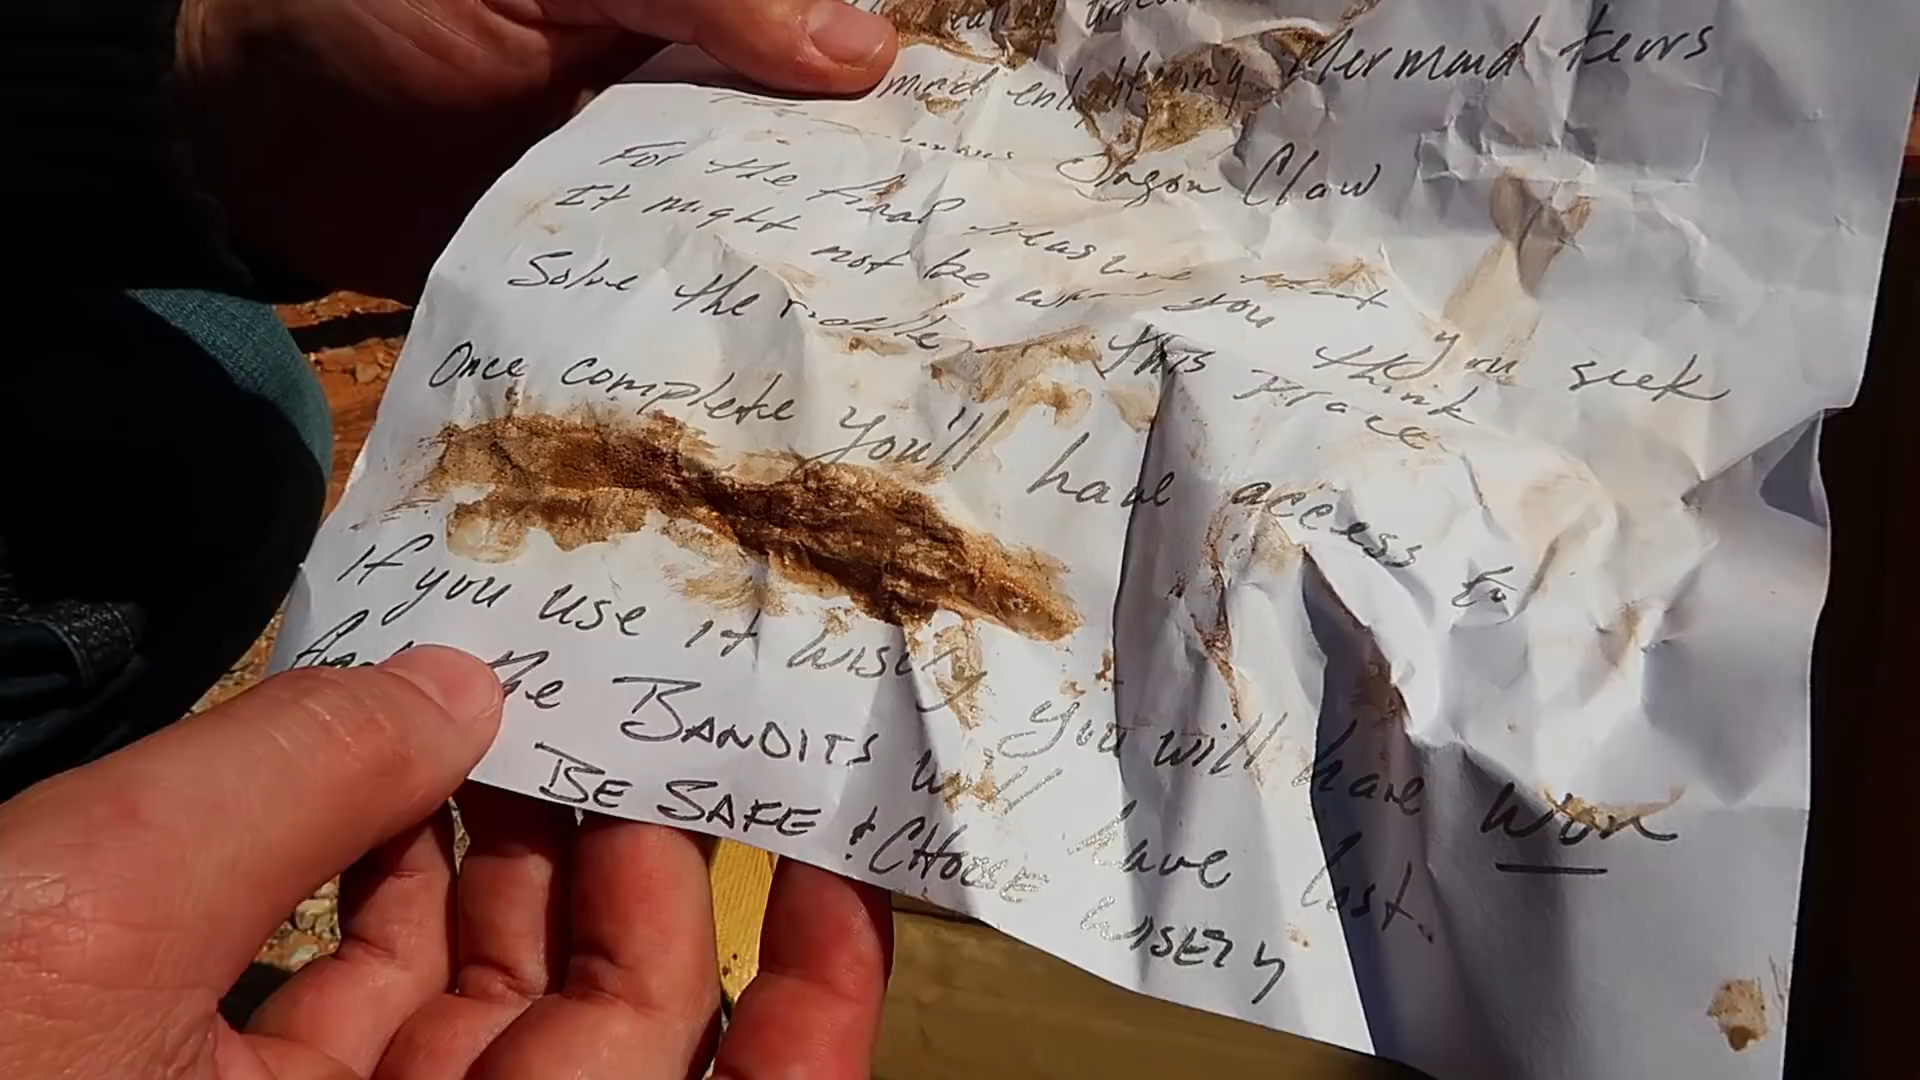 mind enlightening Mermaid tears
Dragon Claw
For the final treasure that you seek
It might not be what you think
Solve the riddle, this place
Once complete you'll have access to
If you use it wisely you will have won
the BANDITS will have lost.
BE SAFE & CHOOSE WISELY